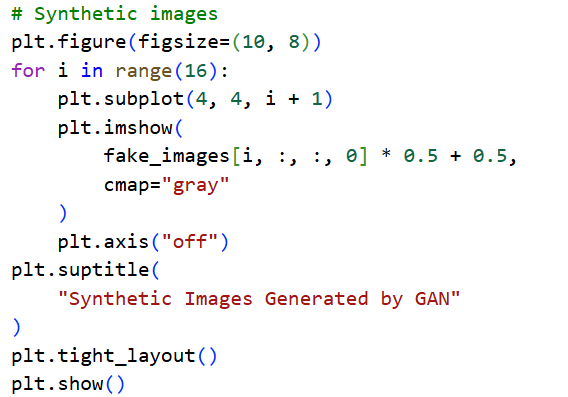 # Synthetic images
plt.figure(figsize=(10, 8))
for i in range(16):
    plt.subplot(4, 4, i + 1)
    plt.imshow(
        fake_images[i, :, :, 0] * 0.5 + 0.5,
        cmap="gray"
    )
    plt.axis("off")
plt.suptitle(
    "Synthetic Images Generated by GAN"
)
plt.tight_layout()
plt.show()